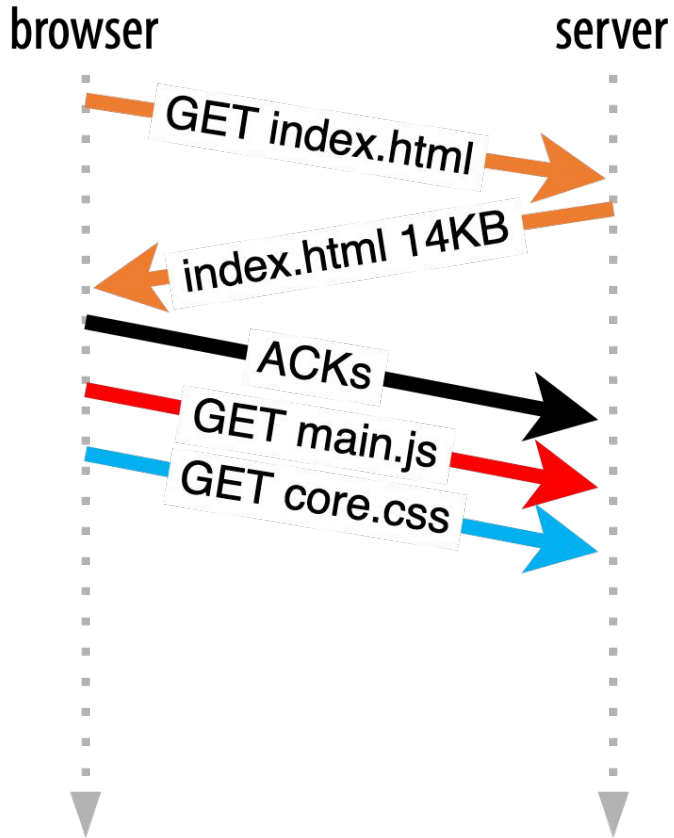 browser
server
GET index.html
index.html 14KB
ACKs
GET main.js
GET core.css